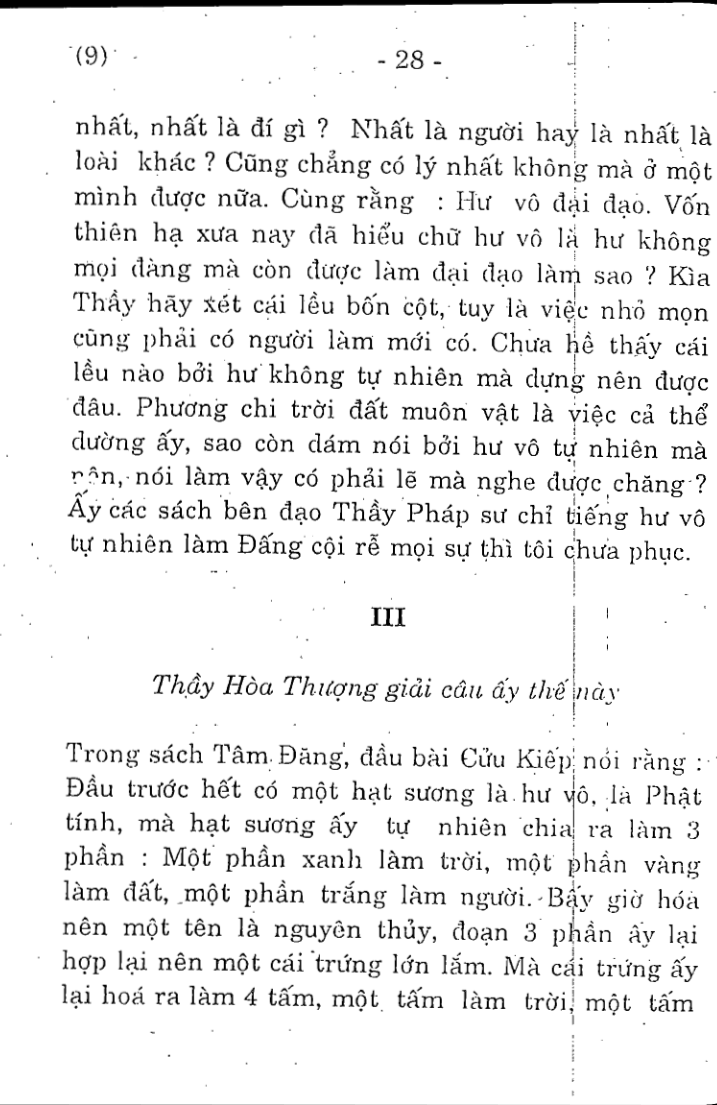 (9) - 28 -
nhất, nhất là đí gì ? Nhất là người hay là nhất là
loài khác ? Cũng chẳng có lý nhất không mà ở một
mình được nữa. Cùng rằng : Hư vô đại đạo. Vốn
thiên hạ xưa nay đã hiểu chữ hư vô là hư không
mọi đàng mà còn được làm đại đạo làm sao ? Kìa
Thầy hãy xét cái lều bốn cột, tuy là việc nhỏ mọn
cũng phải có người làm mới có. Chưa hề thấy cái
lều nào bởi hư không tự nhiên mà dựng nên được
đâu. Phương chi trời đất muôn vật là việc cả thể
dường ấy, sao còn dám nói bởi hư vô tự nhiên mà
nên, nói làm vậy có phải lẽ mà nghe được chăng ?
Ấy các sách bên đạo Thầy Pháp sư chỉ tiếng hư vô
tự nhiên làm Đấng cội rễ mọi sự thì tôi chưa phục.
III
Thầy Hòa Thượng giải câu ấy thế này
Trong sách Tâm Đăng, đầu bài Cửu Kiếp nói rằng :
Đầu trước hết có một hạt sương là hư vô, là Phật
tính, mà hạt sương ấy tự nhiên chia ra làm 3
phần : Một phần xanh làm trời, một phần vàng
làm đất, một phần trắng làm người. Bấy giờ hóa
nên một tên là nguyên thủy, đoạn 3 phần ấy lại
hợp lại nên một cái trứng lớn lắm. Mà cái trứng ấy
lại hoá ra làm 4 tấm, một tấm làm trời, một tấm